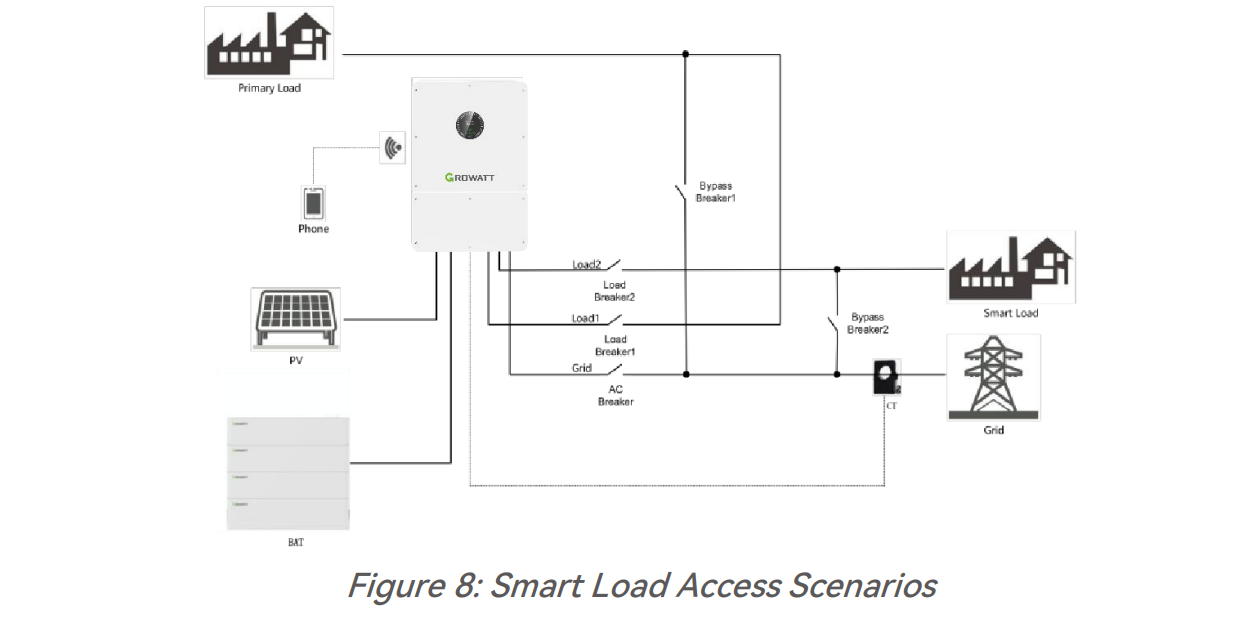 Primary Load
GROWATT
Phone
Bypass
Breaker1
Load2
Load
Breaker2
Smart Load
Load1
Load
Breaker1
Bypass
Breaker2
PV
Grid
AC
Breaker
CT
Grid
BAT
Figure 8: Smart Load Access Scenarios